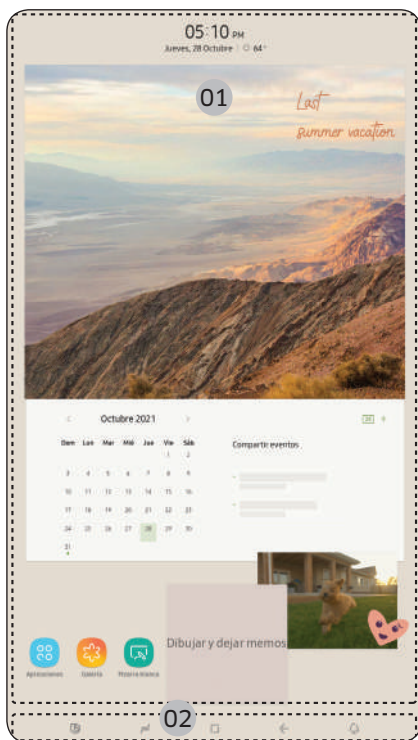 05:10 PM
Jueves, 28 Octubre 64°
01
Last
summer vacation
Octubre 2021
Dom Lun Mar Mié Jue Vie Sáb
1 2
3 4 5 6 7 8 9
10 11 12 13 14 15 16
17 18 19 20 21 22 23
24 25 26 27 28 29 30
31
Compartir eventos
Dibujar y dejar memos
Aplicaciones Galería Pizarra blanca
02